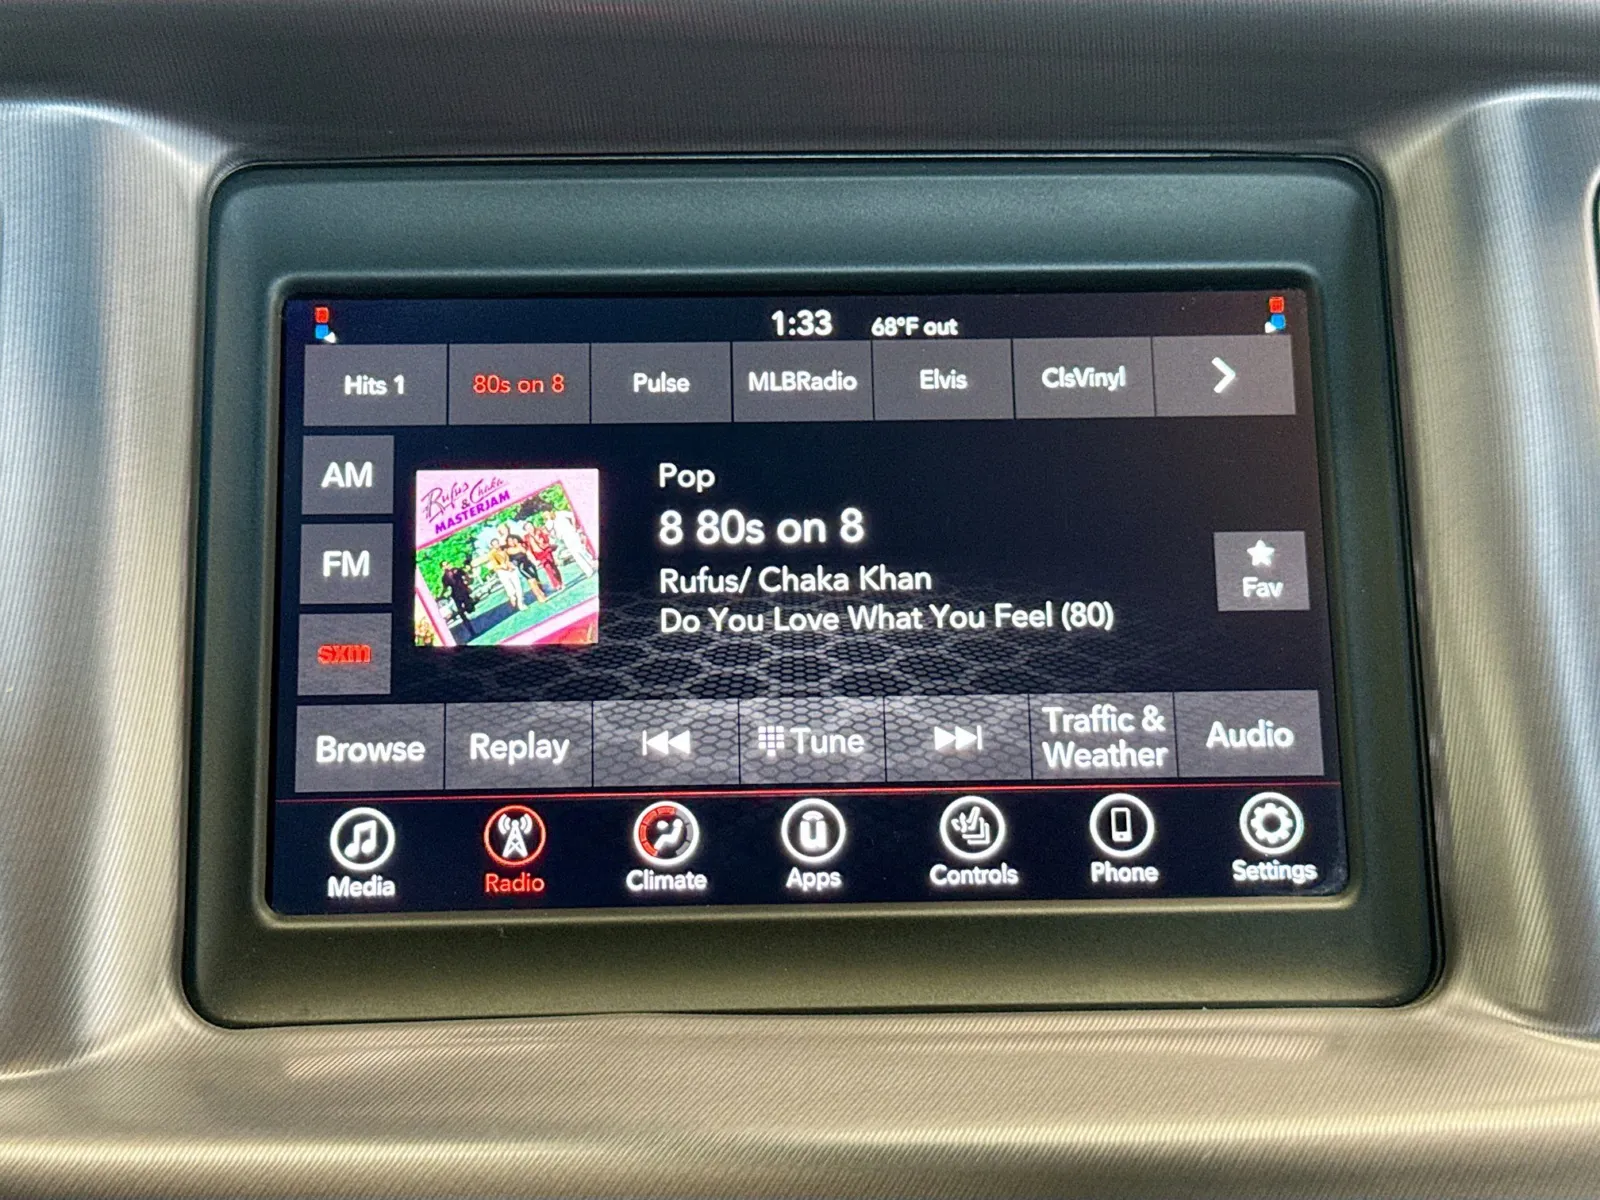 1:33 68°F out
Hits 1 80s on 8 Pulse MLBRadio Elvis ClsVinyl
AM
FM
sxm
Rufus
& Chaka
MASTERJAM
Pop
8 80s on 8
Rufus/ Chaka Khan
Do You Love What You Feel (80)
Fav
Browse Replay Tune Traffic & Weather Audio
Media Radio Climate Apps Controls Phone Settings